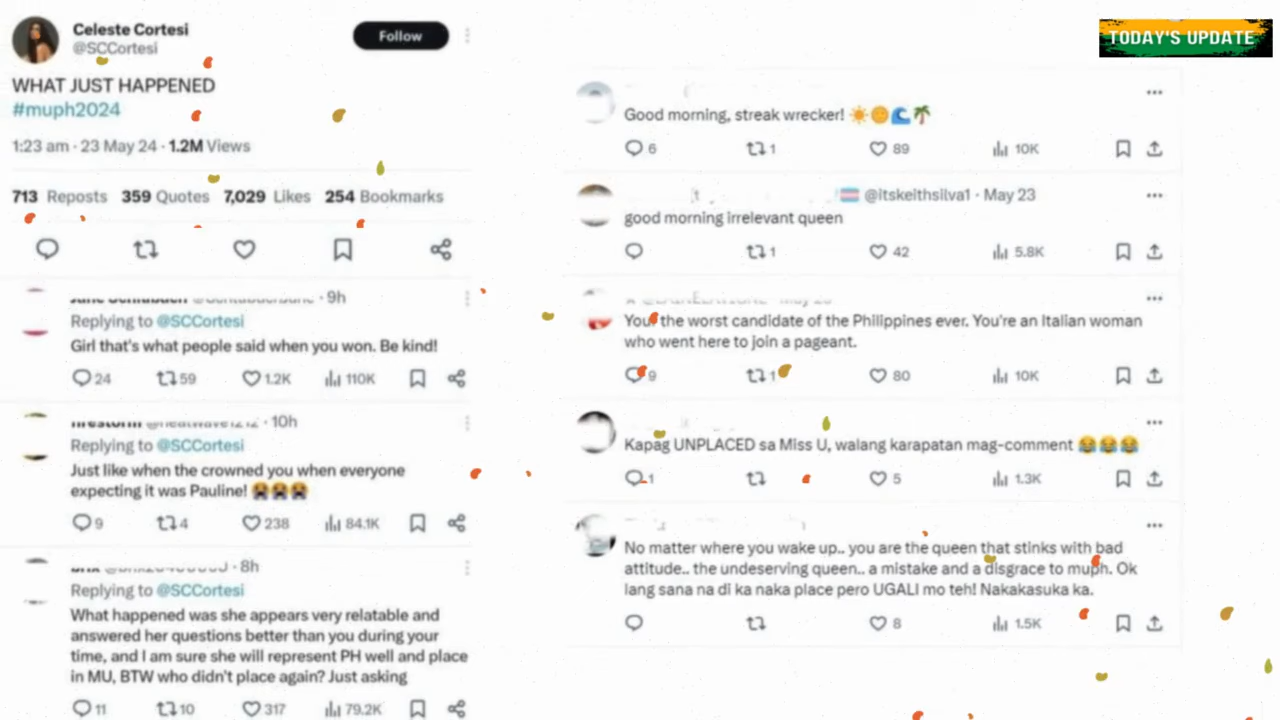 Celeste Cortesi
@SCCortesi
Follow
WHAT JUST HAPPENED
#muph2024
1:23 am · 23 May 24 · 1.2M Views
713 Reposts 359 Quotes 7,029 Likes 254 Bookmarks
· 9h
Replying to @SCCortesi
Girl that's what people said when you won. Be kind!
24 59 1.2K 110K
· 10h
Replying to @SCCortesi
Just like when the crowned you when everyone
expecting it was Pauline! 😭😭😭
9 4 238 84.1K
· 8h
Replying to @SCCortesi
What happened was she appears very relatable and
answered her questions better than you during your
time, and I am sure she will represent PH well and place
in MU, BTW who didn't place again? Just asking
11 10 317 79.2K
TODAY'S UPDATE
Good morning, streak wrecker! ☀️🌞🌊🌴
6 1 89 10K
@itskeithsilva1 · May 23
good morning irrelevant queen
1 42 5.8K
the worst candidate of the Philippines ever. You're an Italian woman
who went here to join a pageant.
9 1 80 10K
Kapag UNPLACED sa Miss U, walang karapatan mag-comment 😂😂😂
1 5 1.3K
No matter where you wake up.. you are the queen that stinks with bad
attitude.. the undeserving queen.. a mistake and a disgrace to muph. Ok
lang sana na di ka naka place pero UGALI mo teh! Nakakasuka ka.
8 1.5K